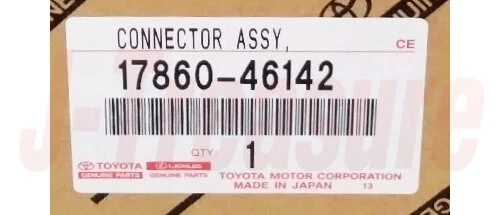 CONNECTOR ASSY, CE
17860-46142
QTY: 1
TOYOTA LEXUS TOYOTA MOTOR CORPORATION
GENUINE PARTS GENUINE PARTS MADE IN JAPAN 13